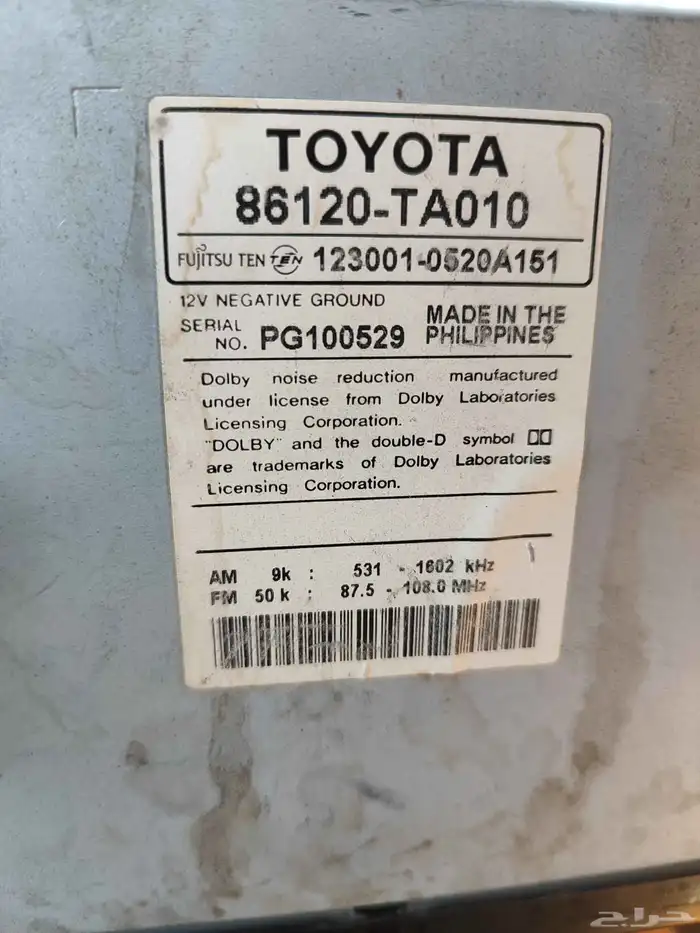 TOYOTA
86120-TA010
FUJITSU TEN TEN 123001-0520A151
12V NEGATIVE GROUND
SERIAL NO. PG100529
MADE IN THE PHILIPPINES
Dolby noise reduction manufactured
under license from Dolby Laboratories
Licensing Corporation.
"DOLBY" and the double-D symbol
are trademarks of Dolby Laboratories
Licensing Corporation.
AM 9k : 531 - 1602 kHz
FM 50 k : 87.5 - 108.0 MHz
حراج